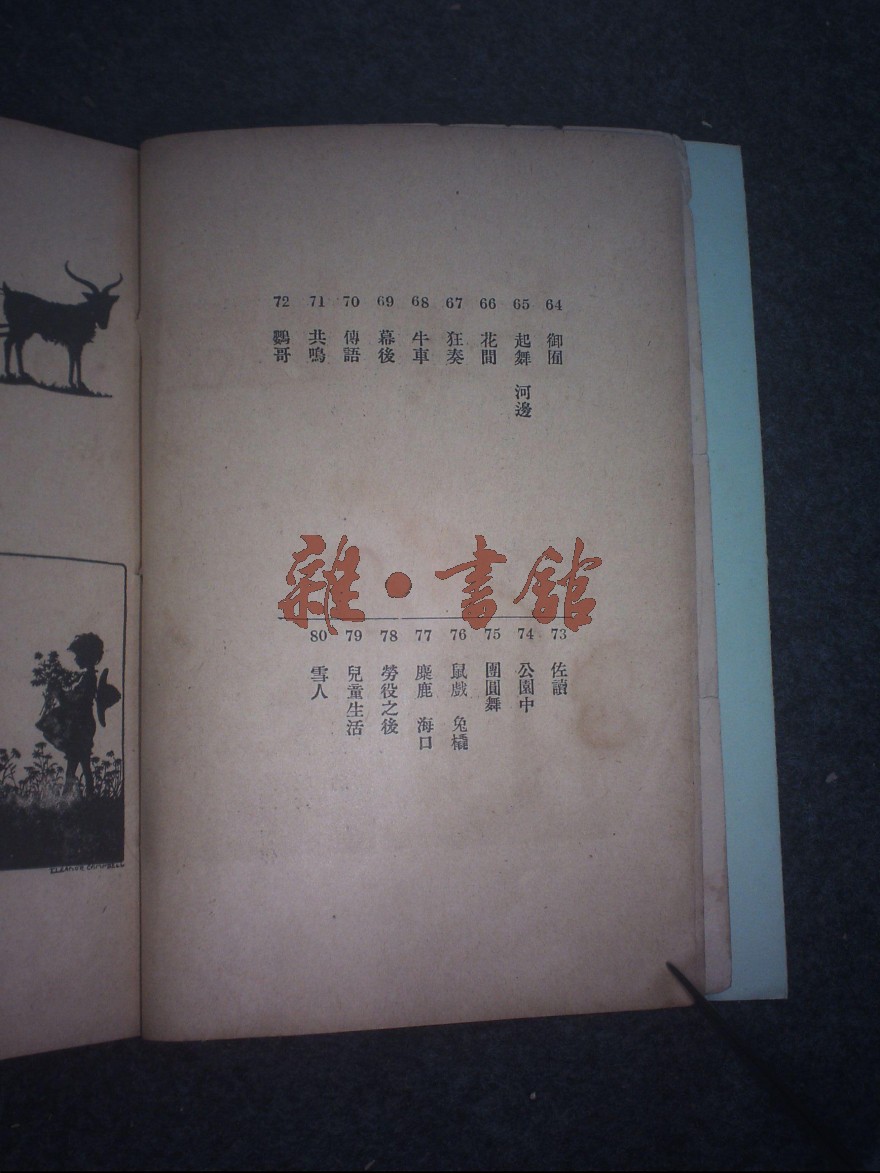 64 御囿
65 起舞 河邊
66 花間
67 狂奏
68 牛車
69 幕後
70 傳語
71 共鳴
72 鸚哥
雜·書舘
73 佐讀
74 公園中
75 團圓舞
76 鼠戲 兔橇
77 麋鹿 海口
78 勞役之後
79 兒童生活
80 雪人